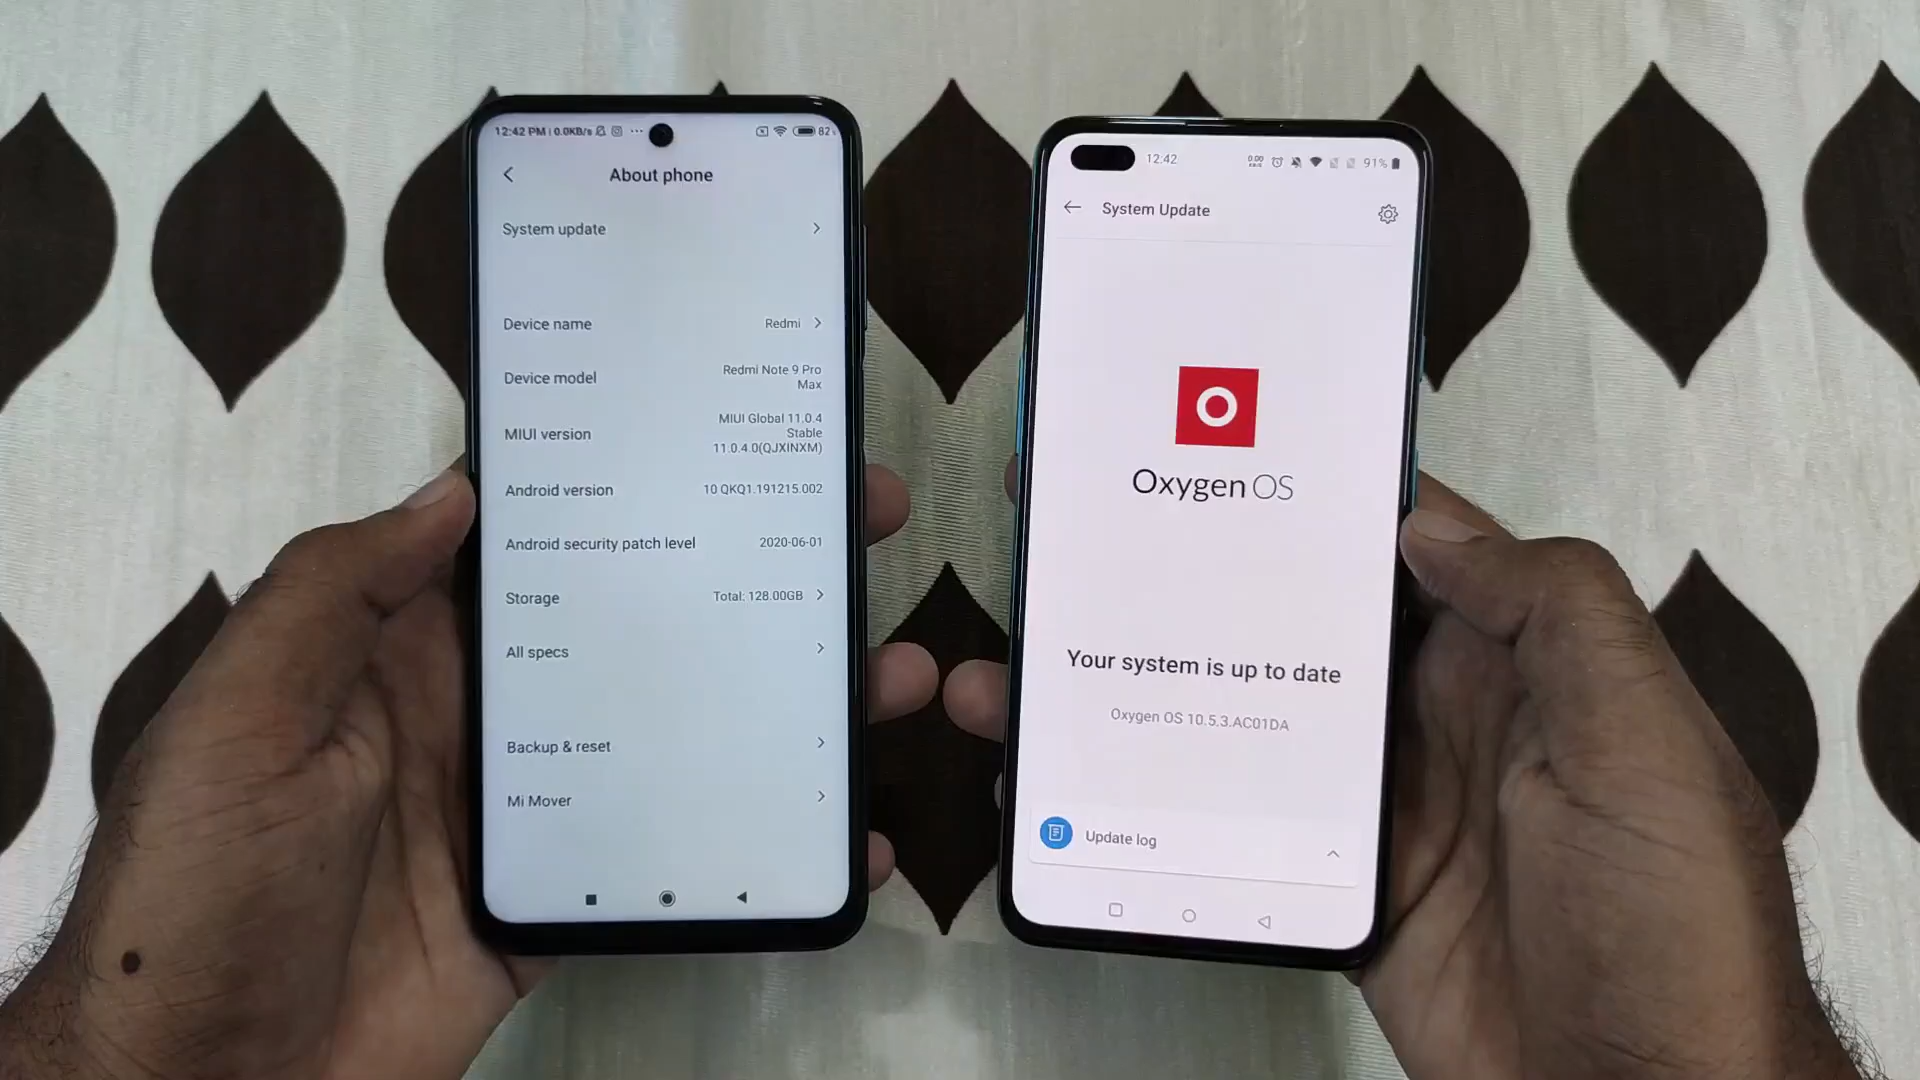 12:42 PM | 0.0KB/s
82
About phone
System update
Device name
Redmi
Device model
Redmi Note 9 Pro
Max
MIUI version
MIUI Global 11.0.4
Stable
11.0.4.0(QJXINXM)
Android version
10 QKQ1.191215.002
Android security patch level
2020-06-01
Storage
Total: 128.00GB
All specs
Backup & reset
Mi Mover
12:42
0.00
91%
System Update
Oxygen OS
Your system is up to date
Oxygen OS 10.5.3.AC01DA
Update log